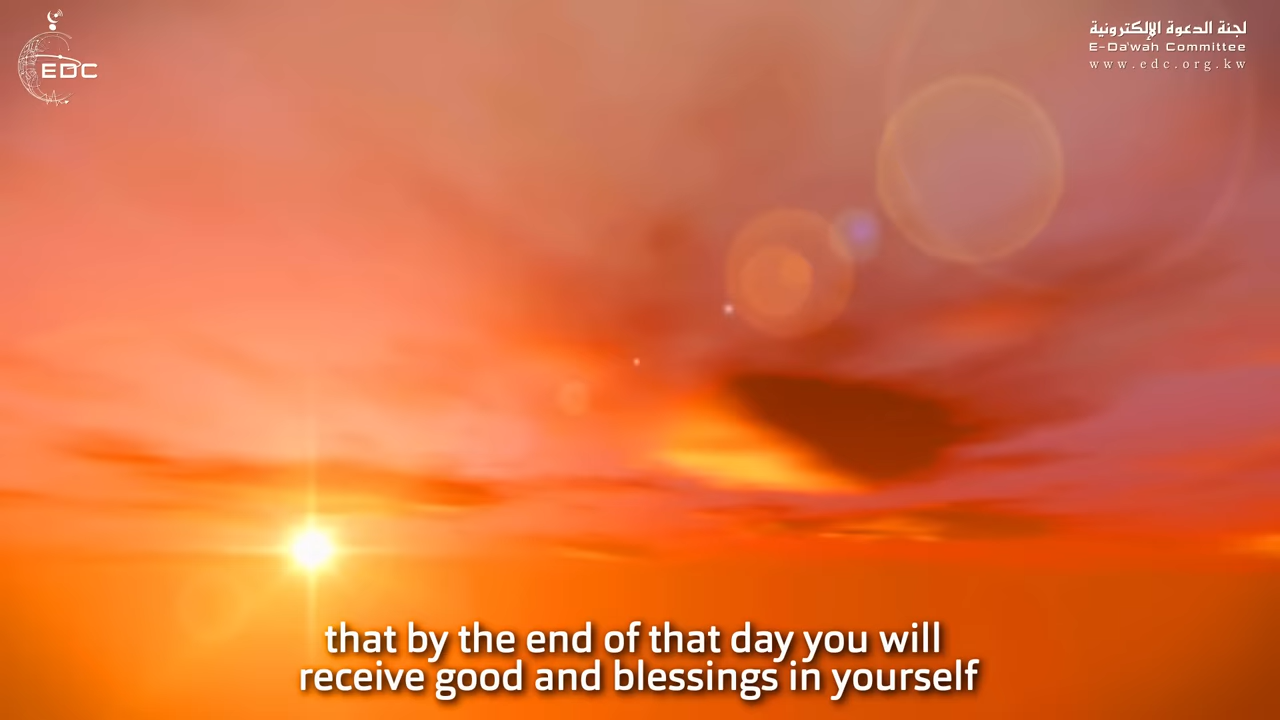 EDC
لجنة الدعوة الإلكترونية
E-Da'wah Committee
www.edc.org.kw
that by the end of that day you will
receive good and blessings in yourself